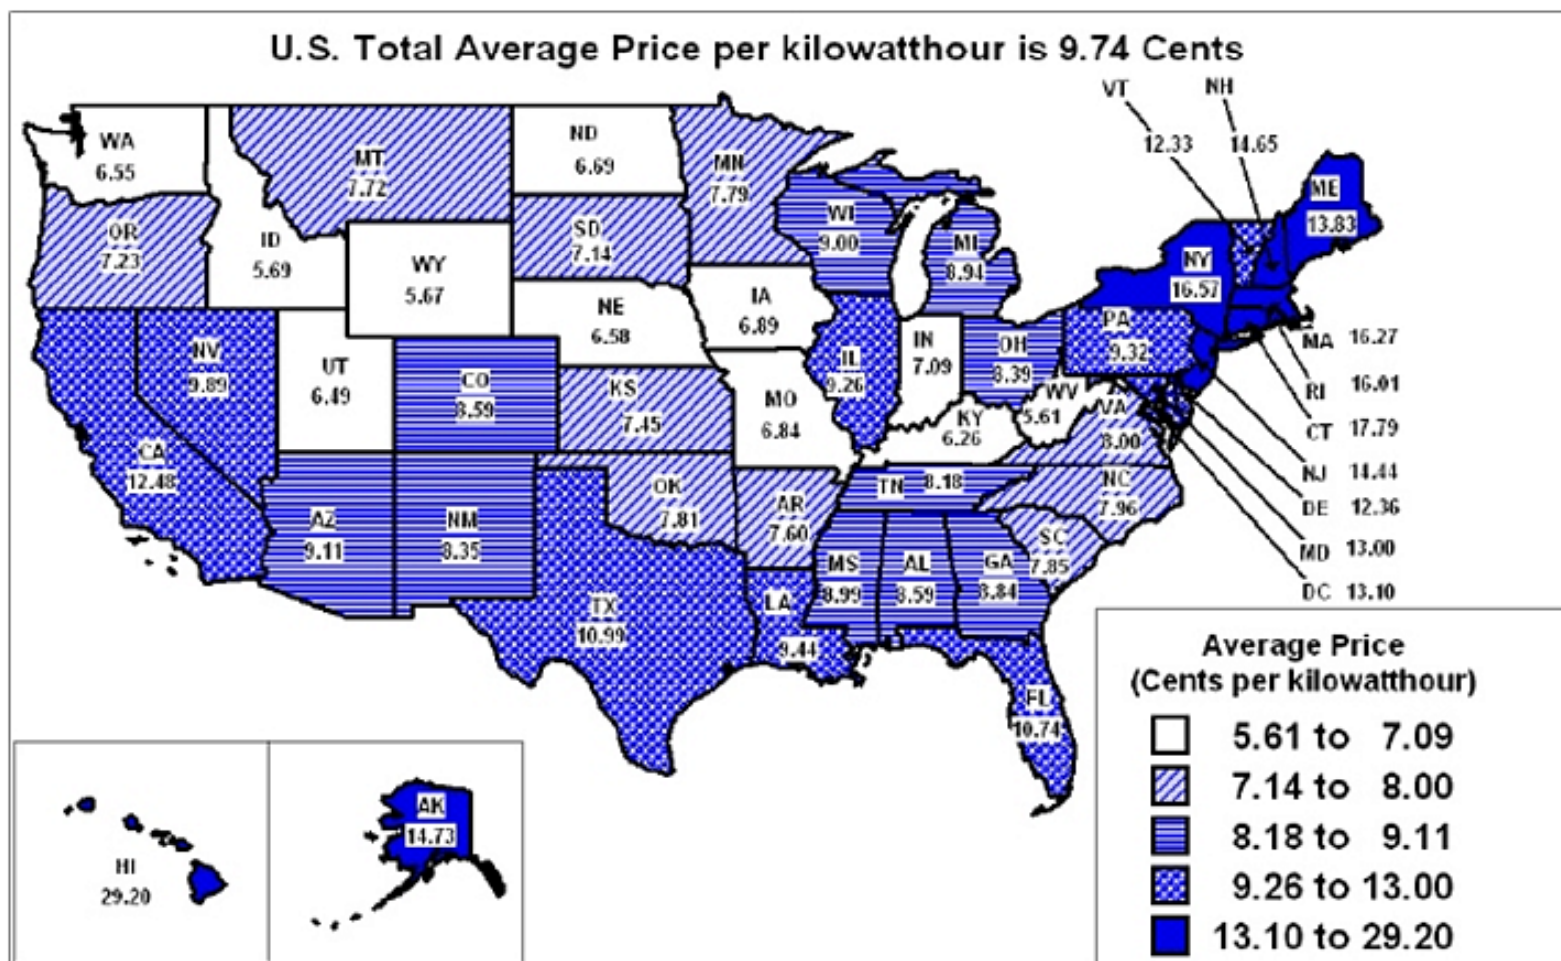 U.S. Total Average Price per kilowatthour is 9.74 Cents
VT
NH
12.33
14.65
WA
6.55
MT
7.72
ND
6.69
MN
7.79
ME
13.83
OR
7.23
ID
5.69
WY
5.67
SD
7.14
WI
9.00
MI
8.94
NY
16.57
NE
6.58
IA
6.89
PA
9.32
MA 16.27
NV
9.89
UT
6.49
CO
8.59
KS
7.45
MO
6.84
IL
9.26
IN
7.09
OH
8.39
WV
5.61
VA
8.00
RI 16.01
KY
6.26
CT 17.79
CA
12.48
NJ 14.44
AZ
9.11
NM
8.35
OK
7.81
AR
7.60
TN 8.18
NC
7.96
DE 12.36
SC
7.85
MD 13.00
MS
8.99
AL
8.59
GA
8.84
DC 13.10
TX
10.99
LA
9.44
FL
10.74
HI
29.20
AK
14.73
Average Price
(Cents per kilowatthour)
5.61 to 7.09
7.14 to 8.00
8.18 to 9.11
9.26 to 13.00
13.10 to 29.20